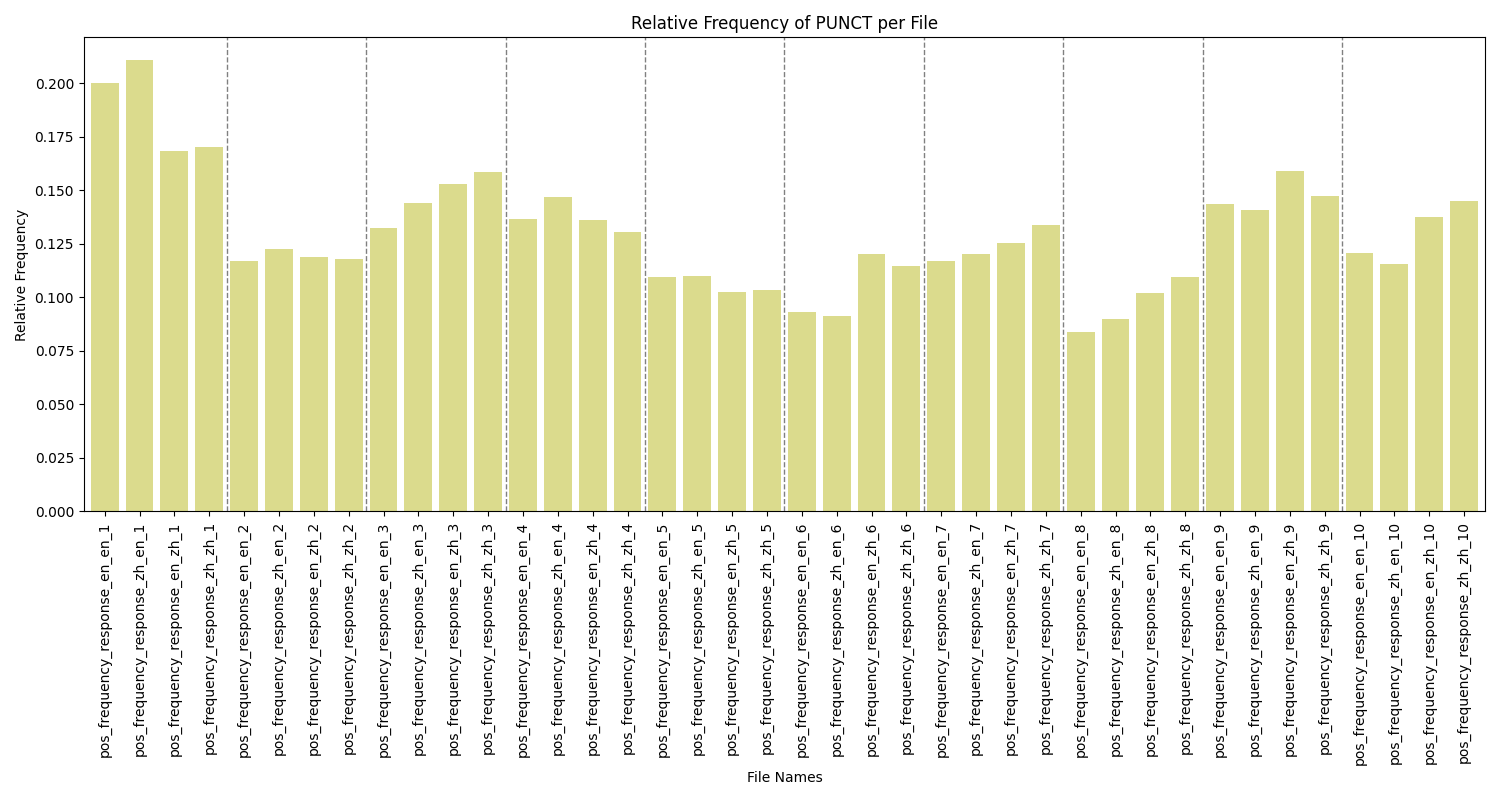 Relative Frequency of PUNCT per File
Relative Frequency
0.200
0.175
0.150
0.125
0.100
0.075
0.050
0.025
0.000
pos_frequency_response_en_en_1
pos_frequency_response_zh_en_1
pos_frequency_response_en_zh_1
pos_frequency_response_zh_zh_1
pos_frequency_response_en_en_2
pos_frequency_response_zh_en_2
pos_frequency_response_en_zh_2
pos_frequency_response_zh_zh_2
pos_frequency_response_en_en_3
pos_frequency_response_zh_en_3
pos_frequency_response_en_zh_3
pos_frequency_response_zh_zh_3
pos_frequency_response_en_en_4
pos_frequency_response_zh_en_4
pos_frequency_response_en_zh_4
pos_frequency_response_zh_zh_4
pos_frequency_response_en_en_5
pos_frequency_response_zh_en_5
pos_frequency_response_en_zh_5
pos_frequency_response_zh_zh_5
pos_frequency_response_en_en_6
pos_frequency_response_zh_en_6
pos_frequency_response_en_zh_6
pos_frequency_response_zh_zh_6
pos_frequency_response_en_en_7
pos_frequency_response_zh_en_7
pos_frequency_response_en_zh_7
pos_frequency_response_zh_zh_7
pos_frequency_response_en_en_8
pos_frequency_response_zh_en_8
pos_frequency_response_en_zh_8
pos_frequency_response_zh_zh_8
pos_frequency_response_en_en_9
pos_frequency_response_zh_en_9
pos_frequency_response_en_zh_9
pos_frequency_response_zh_zh_9
pos_frequency_response_en_en_10
pos_frequency_response_zh_en_10
pos_frequency_response_en_zh_10
pos_frequency_response_zh_zh_10
File Names